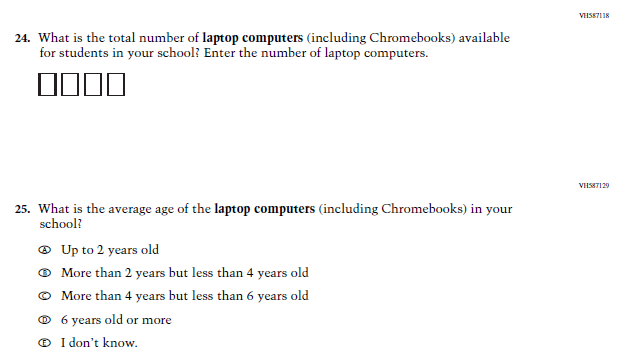 VH587118
24. What is the total number of laptop computers (including Chromebooks) available
for students in your school? Enter the number of laptop computers.
VH587129
25. What is the average age of the laptop computers (including Chromebooks) in your
school?
A Up to 2 years old
B More than 2 years but less than 4 years old
C More than 4 years but less than 6 years old
D 6 years old or more
E I don't know.